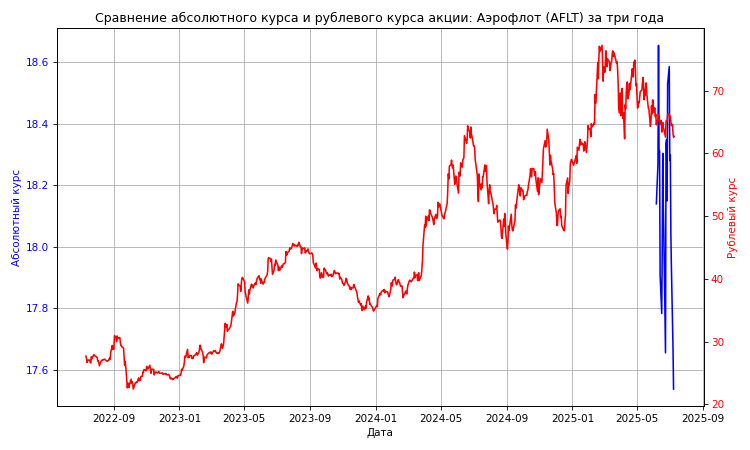 Сравнение абсолютного курса и рублевого курса акции: Аэрофлот (AFLT) за три года
18.6
18.4
18.2
18.0
17.8
17.6
Абсолютный курс
70
60
50
40
30
20
Рублевый курс
2022-09 2023-01 2023-05 2023-09 2024-01 2024-05 2024-09 2025-01 2025-05 2025-09
Дата